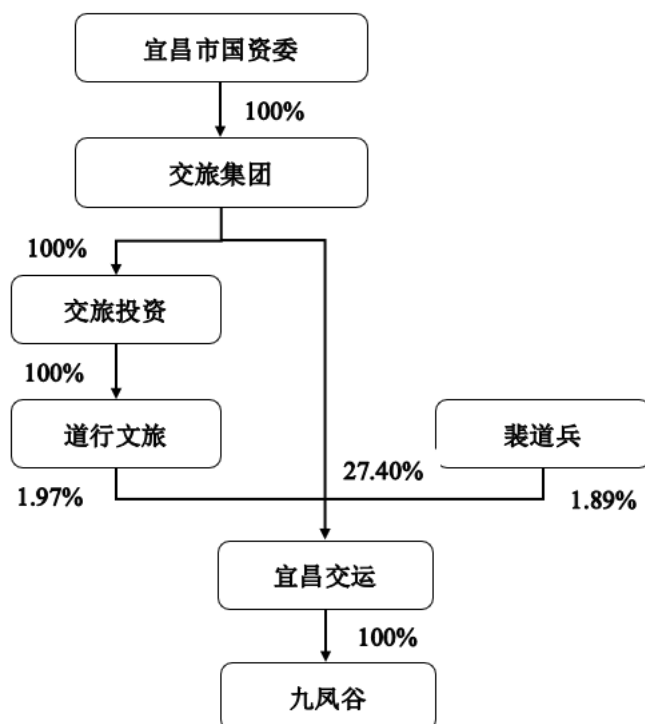 宜昌市国资委
100%
交旅集团
100%
交旅投资
100%
道行文旅
裴道兵
1.97%
27.40%
1.89%
宜昌交运
100%
九凤谷